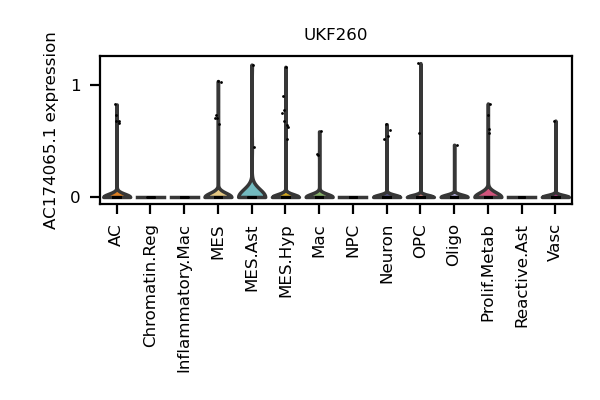 UKF260
AC174065.1 expression
1
0
AC
Chromatin.Reg
Inflammatory.Mac
MES
MES.Ast
MES.Hyp
Mac
NPC
Neuron
OPC
Oligo
Prolif.Metab
Reactive.Ast
Vasc